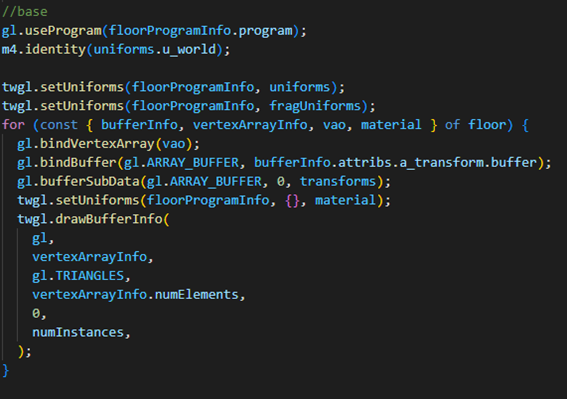 //base
gl.useProgram(floorProgramInfo.program);
m4.identity(uniforms.u_world);

twgl.setUniforms(floorProgramInfo, uniforms);
twgl.setUniforms(floorProgramInfo, fragUniforms);
for (const { bufferInfo, vertexArrayInfo, vao, material } of floor) {
  gl.bindVertexArray(vao);
  gl.bindBuffer(gl.ARRAY_BUFFER, bufferInfo.attribs.a_transform.buffer);
  gl.bufferSubData(gl.ARRAY_BUFFER, 0, transforms);
  twgl.setUniforms(floorProgramInfo, {}, material);
  twgl.drawBufferInfo(
    gl,
    vertexArrayInfo,
    gl.TRIANGLES,
    vertexArrayInfo.numElements,
    0,
    numInstances,
  );
}